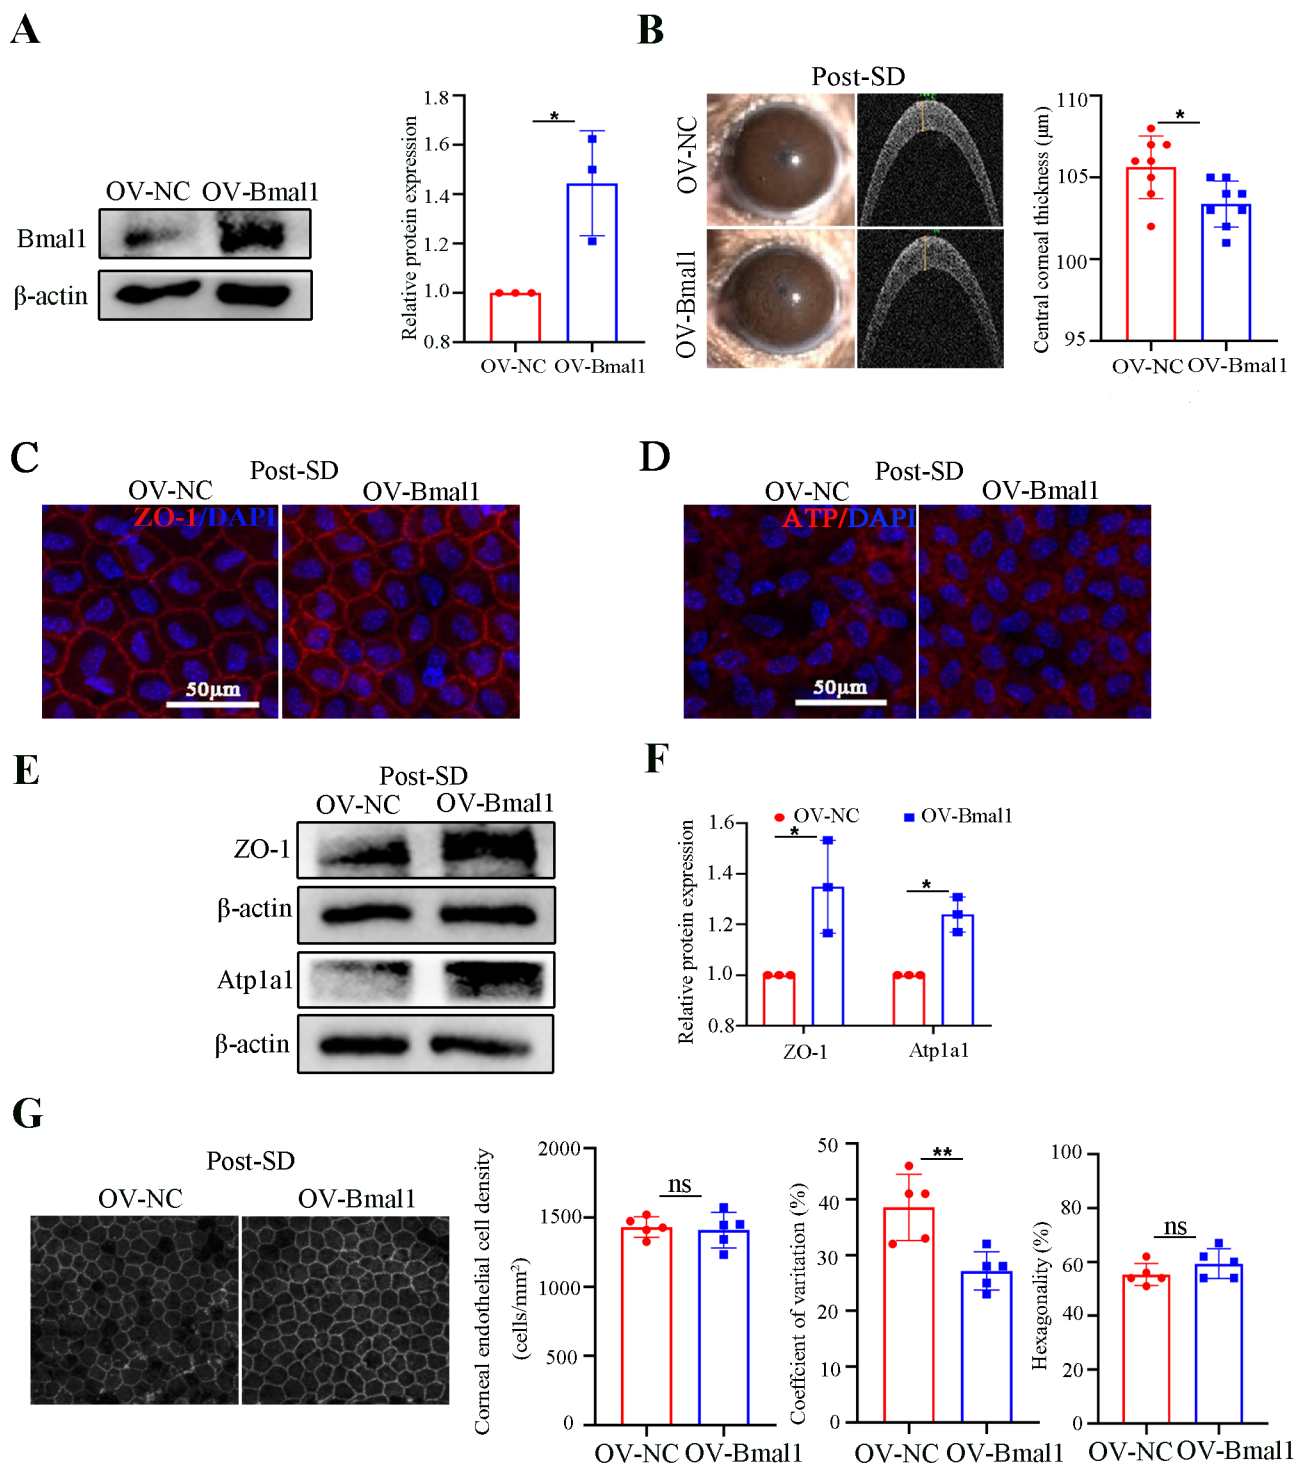 A
OV-NC OV-Bmal1
Bmal1
β-actin
Relative protein expression
1.8
1.6
1.4
1.2
1.0
0.8
*
OV-NC OV-Bmal1
B
Post-SD
OV-NC
OV-Bmal1
Central corneal thickness (μm)
110
105
100
95
*
OV-NC OV-Bmal1
C
Post-SD
OV-NC OV-Bmal1
ZO-1/DAPI
50μm
D
Post-SD
OV-NC OV-Bmal1
ATP/DAPI
50μm
E
Post-SD
OV-NC OV-Bmal1
ZO-1
β-actin
Atp1a1
β-actin
F
OV-NC OV-Bmal1
Relative protein expression
1.6
1.4
1.2
1.0
0.8
* *
ZO-1 Atp1a1
G
Post-SD
OV-NC OV-Bmal1
Corneal endothelial cell density
(cells/mm²)
2000
1500
1000
500
0
ns
OV-NC OV-Bmal1
Coeffcient of varitation (%)
50
40
30
20
10
0
**
OV-NC OV-Bmal1
Hexagonality (%)
100
80
60
40
20
0
ns
OV-NC OV-Bmal1